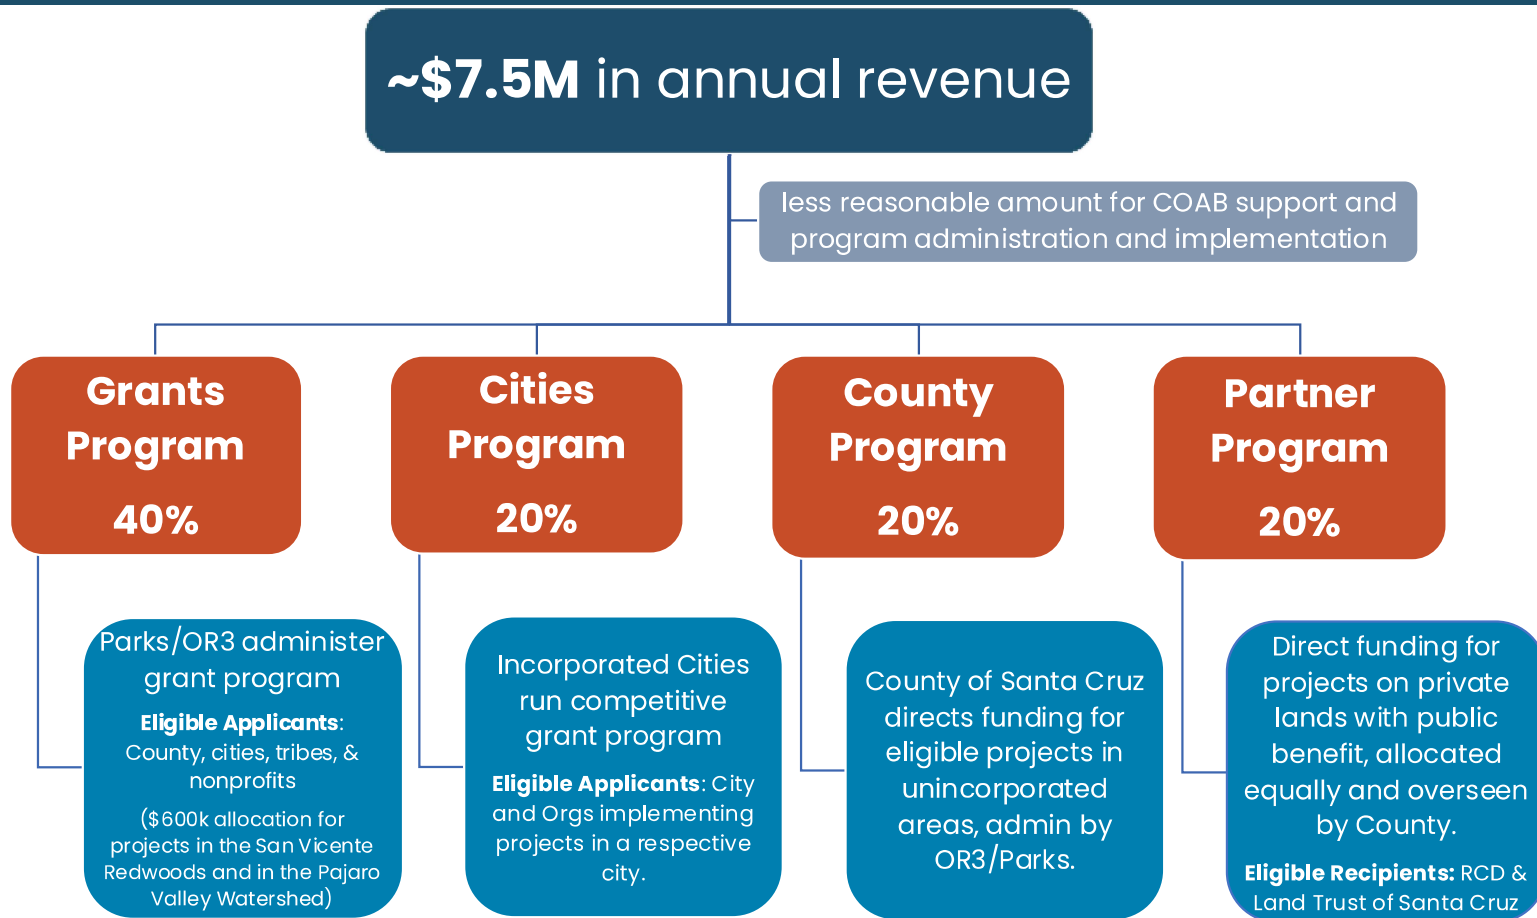 ~$7.5M in annual revenue
less reasonable amount for COAB support and
program administration and implementation
Grants
Program
40%
Cities
Program
20%
County
Program
20%
Partner
Program
20%
Parks/OR3 administer
grant program
Eligible Applicants:
County, cities, tribes, &
nonprofits
($600k allocation for
projects in the San Vicente
Redwoods and in the Pajaro
Valley Watershed)
Incorporated Cities
run competitive
grant program
Eligible Applicants: City
and Orgs implementing
projects in a respective
city.
County of Santa Cruz
directs funding for
eligible projects in
unincorporated
areas, admin by
OR3/Parks.
Direct funding for
projects on private
lands with public
benefit, allocated
equally and overseen
by County.
Eligible Recipients: RCD &
Land Trust of Santa Cruz